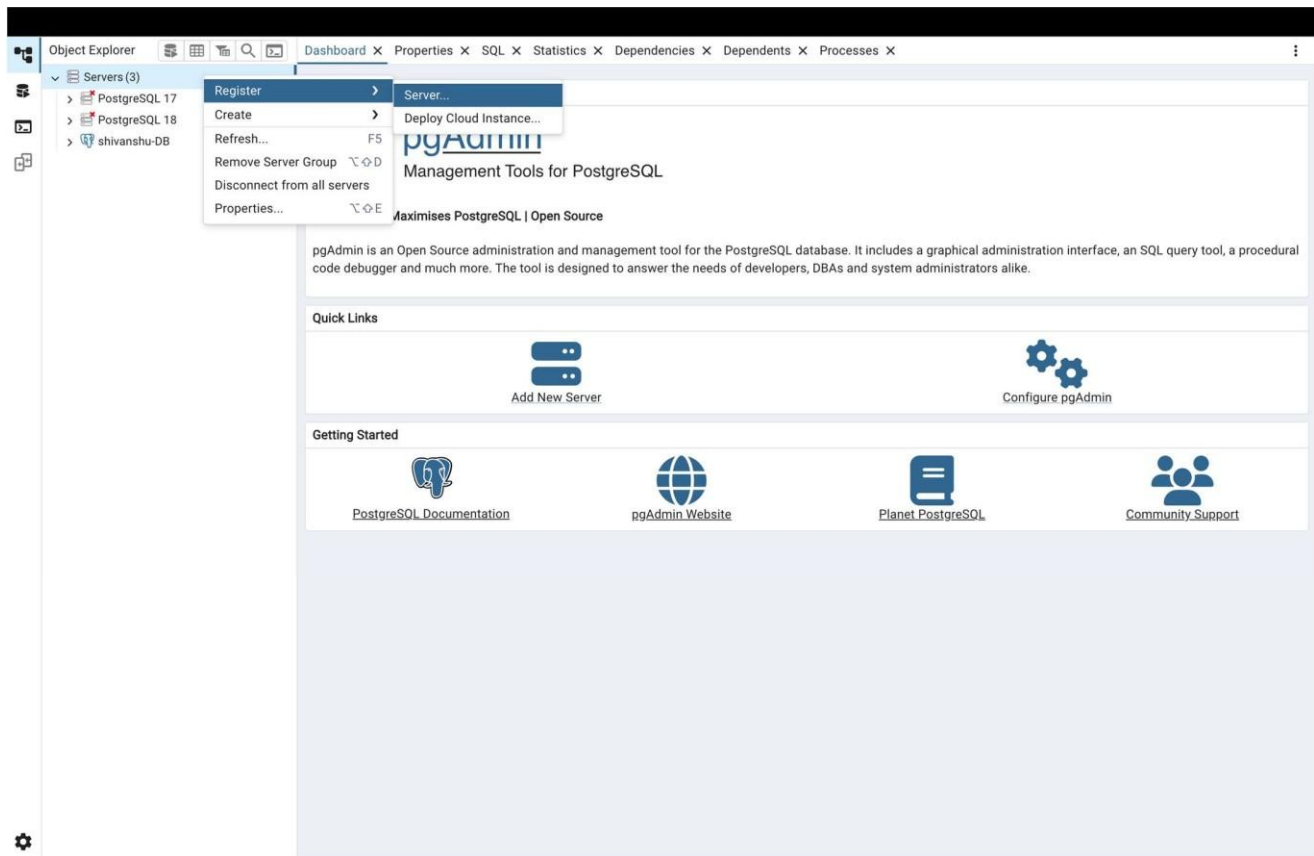 Object Explorer
Dashboard Properties SQL Statistics Dependencies Dependents Processes
Servers (3)
PostgreSQL 17
PostgreSQL 18
shivanshu-DB
Register
Create
Refresh... F5
Remove Server Group ⌥⇧D
Disconnect from all servers
Properties... ⌥⇧E
Server...
Deploy Cloud Instance...
pgAdmin
Management Tools for PostgreSQL
Maximises PostgreSQL | Open Source
pgAdmin is an Open Source administration and management tool for the PostgreSQL database. It includes a graphical administration interface, an SQL query tool, a procedural
code debugger and much more. The tool is designed to answer the needs of developers, DBAs and system administrators alike.
Quick Links
Add New Server
Configure pgAdmin
Getting Started
PostgreSQL Documentation
pgAdmin Website
Planet PostgreSQL
Community Support